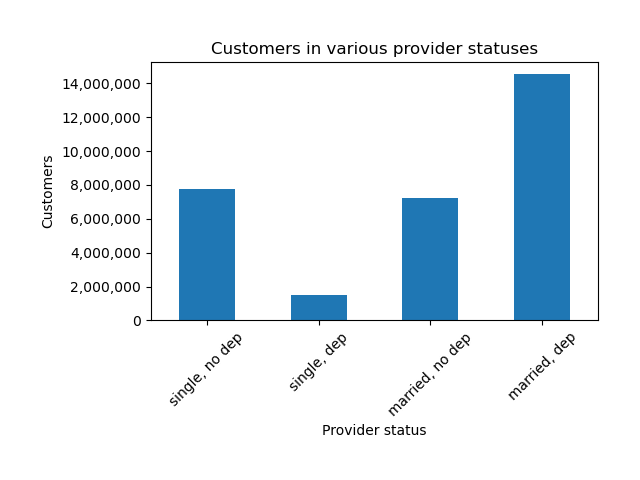 Customers in various provider statuses
14,000,000
12,000,000
10,000,000
8,000,000
6,000,000
4,000,000
2,000,000
0
Customers
single, no dep
single, dep
married, no dep
married, dep
Provider status